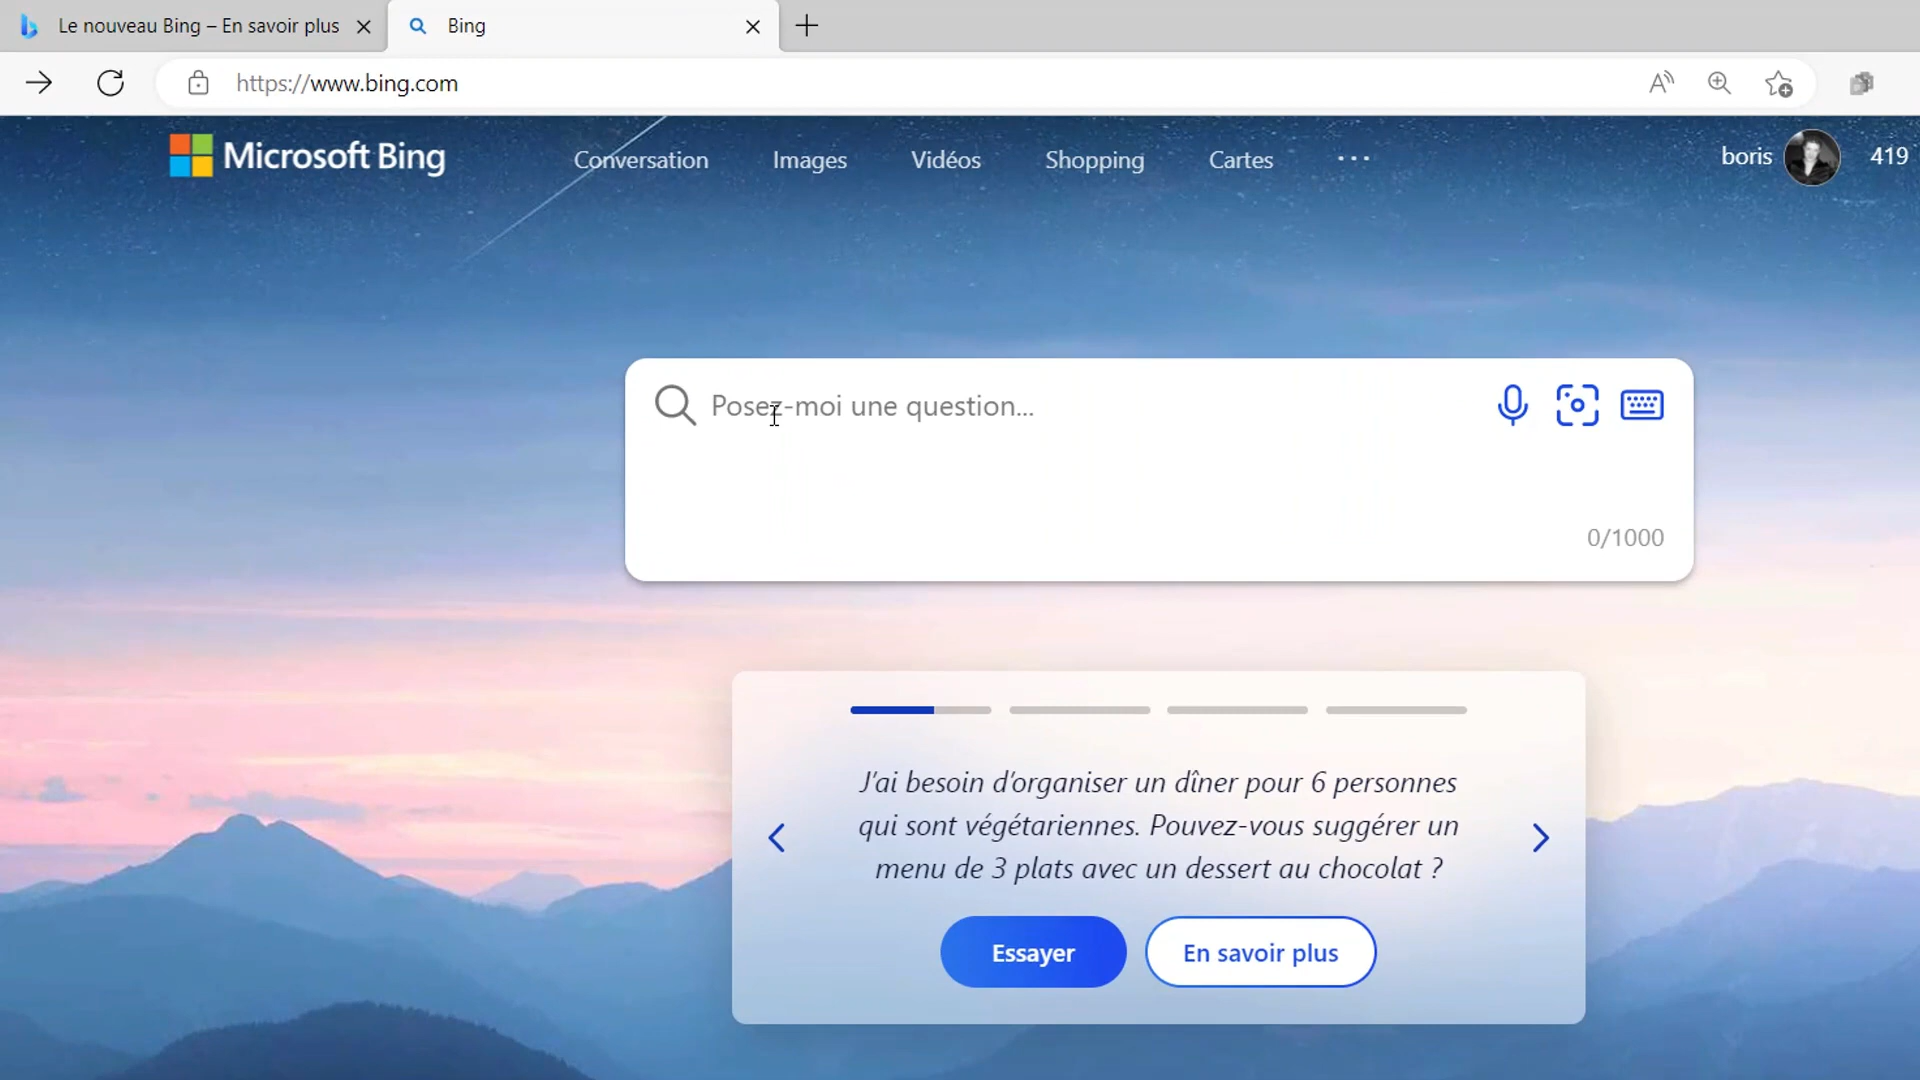 Le nouveau Bing – En savoir plus
Bing
https://www.bing.com
Microsoft Bing
Conversation
Images
Vidéos
Shopping
Cartes
boris
419
Posez-moi une question...
0/1000
J'ai besoin d'organiser un dîner pour 6 personnes
qui sont végétariennes. Pouvez-vous suggérer un
menu de 3 plats avec un dessert au chocolat ?
Essayer
En savoir plus